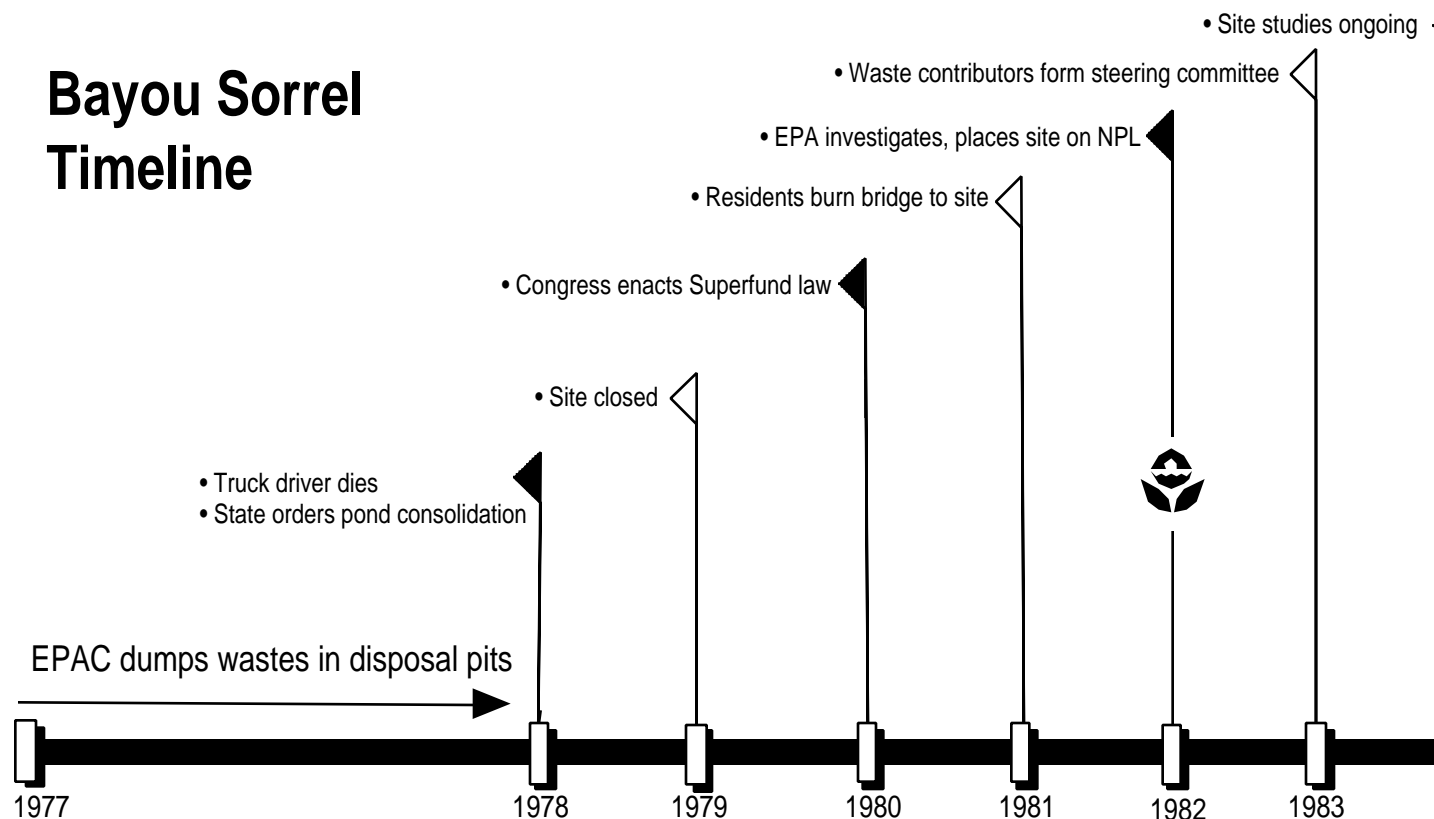 • Site studies ongoing
Bayou Sorrel
Timeline
• Waste contributors form steering committee
• EPA investigates, places site on NPL
• Residents burn bridge to site
• Congress enacts Superfund law
• Site closed
• Truck driver dies
• State orders pond consolidation
EPAC dumps wastes in disposal pits
1977 1978 1979 1980 1981 1982 1983